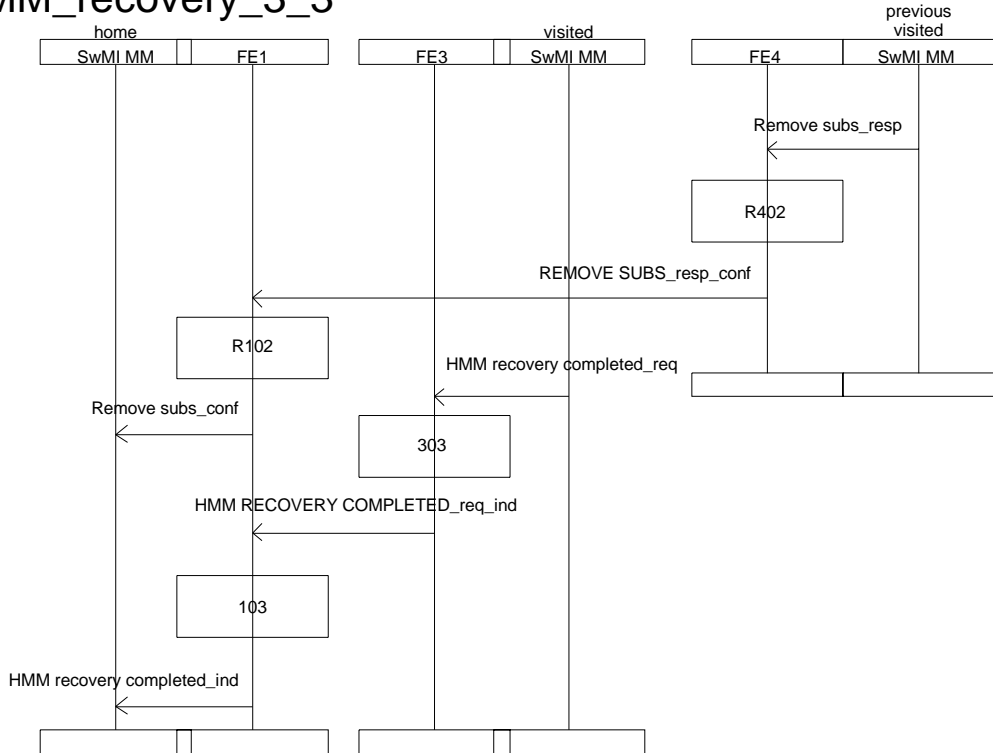 MM_recovery_3_3
home
SwMI MM
FE1
FE3
visited
SwMI MM
FE4
previous
visited
SwMI MM
Remove subs_resp
R402
REMOVE SUBS_resp_conf
R102
HMM recovery completed_req
Remove subs_conf
303
HMM RECOVERY COMPLETED_req_ind
103
HMM recovery completed_ind